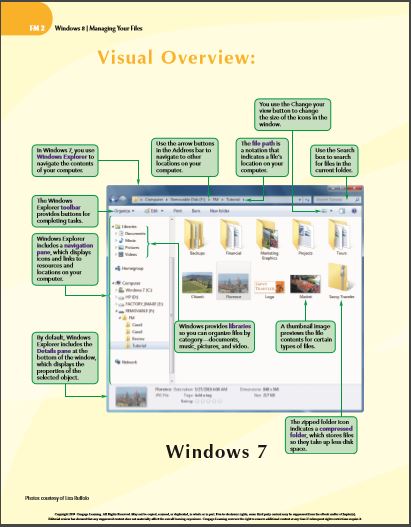 FM 2
Windows 8 | Managing Your Files
Visual Overview:
You use the Change your
view button to change
the size of the icons in the
window.
In Windows 7, you use
Windows Explorer to
navigate the contents
of your computer.
Use the arrow buttons
in the Address bar to
navigate to other
locations on your
computer.
The file path is
a notation that
indicates a file's
location on your
computer.
Use the Search
box to search
for files in the
current folder.
The Windows
Explorer toolbar
provides buttons for
completing tasks.
Windows Explorer
includes a navigation
pane, which displays
icons and links to
resources and
locations on your
computer.
By default, Windows
Explorer includes the
Details pane at the
bottom of the window,
which displays the
properties of the
selected object.
Computer Removable Disk (F:) FM Tutorial
Organize Edit Print Burn New folder
Libraries
Documents
Music
Pictures
Videos
Homegroup
Computer
Windows 7 (C:)
HP (D:)
FACTORY_IMAGE (E:)
REMOVABLE (F:)
FM
Case1
Case2
Review
Tutorial
Network
Backups
Financial
Marketing
Graphics
Projects
Tours
Cliseni
Florence
Logo
Market
Savvy Traveler
Windows provides libraries
so you can organize files by
category—documents,
music, pictures, and video.
A thumbnail image
previews the file
contents for certain
types of files.
Florence
JPG File
Tags: Add a tag
The zipped folder icon
indicates a compressed
folder, which stores files
so they take up less disk
space.
Windows 7
Photos courtesy of Lisa Ruffolo
Copyright 2014 Cengage Learning. All Rights Reserved. May not be copied, scanned, or duplicated, in whole or in part. Due to electronic rights, some third party content may be suppressed from the eBook and/or eChapter(s).
Editorial review has deemed that any suppressed content does not materially affect the overall learning experience. Cengage Learning reserves the right to remove additional content at any time if subsequent rights restrictions require it.